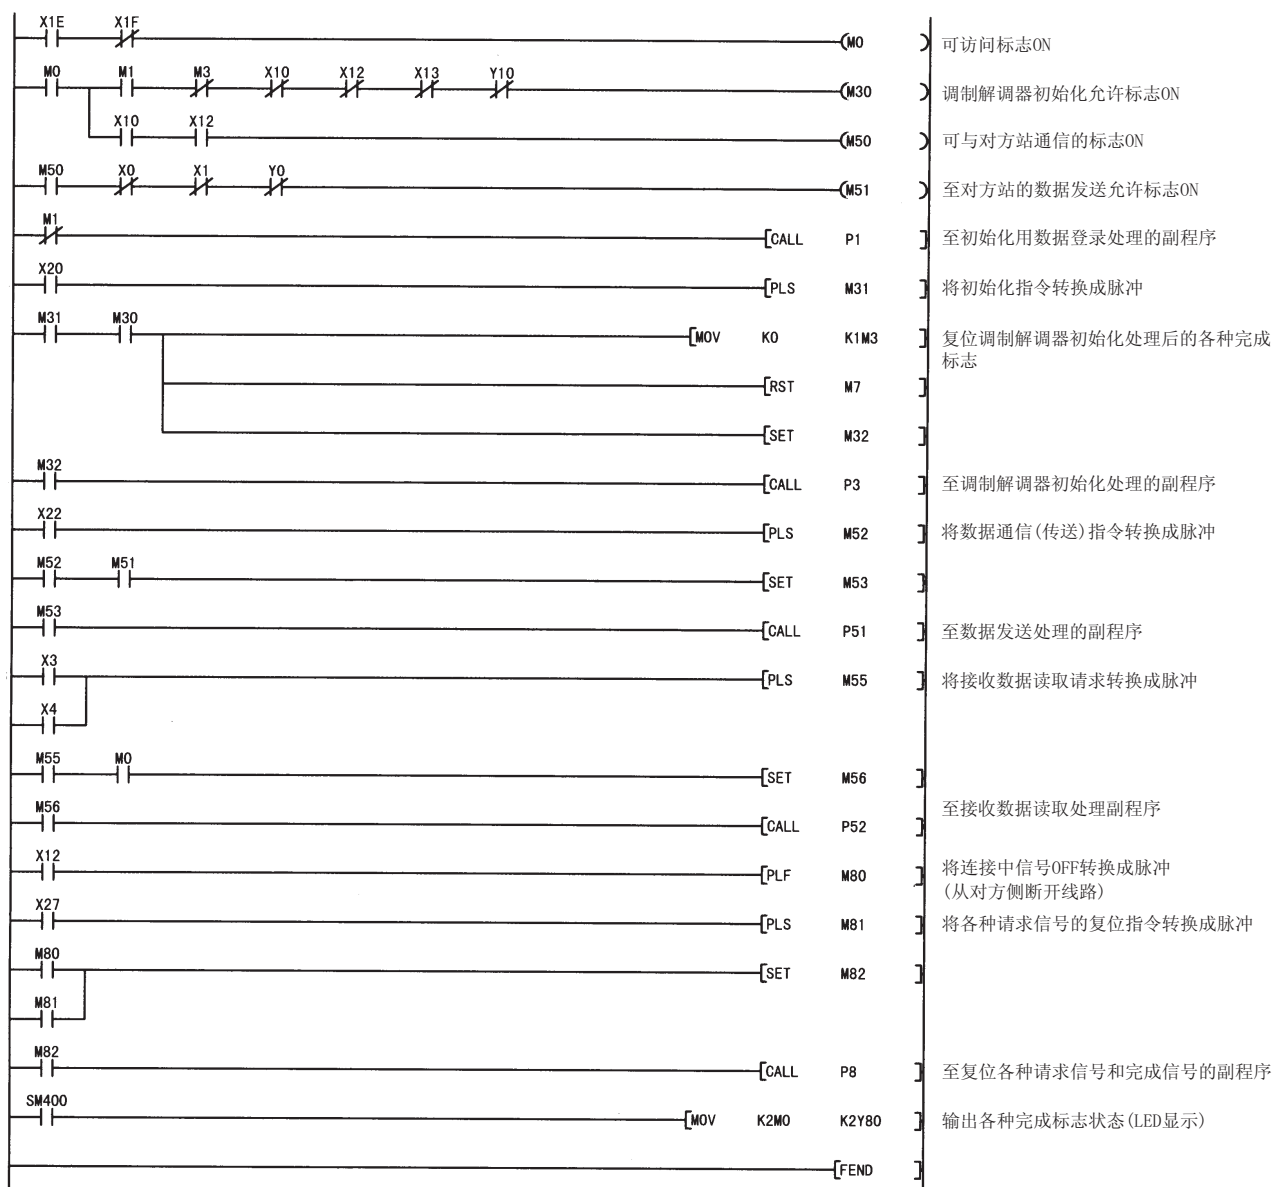 X1E X1F
(M0 ) 可访问标志ON
M0 M1 M3 X10 X12 X13 Y10
(M30 ) 调制解调器初始化允许标志ON
X10 X12
(M50 ) 可与对方站通信的标志ON
M50 X0 X1 Y0
(M51 ) 至对方站的数据发送允许标志ON
M1
[CALL P1 ] 至初始化用数据登录处理的副程序
X20
[PLS M31 ] 将初始化指令转换成脉冲
M31 M30
[MOV K0 K1M3 ] 复位调制解调器初始化处理后的各种完成
标志
[RST M7 ]
[SET M32 ]
M32
[CALL P3 ] 至调制解调器初始化处理的副程序
X22
[PLS M52 ] 将数据通信(传送)指令转换成脉冲
M52 M51
[SET M53 ]
M53
[CALL P51 ] 至数据发送处理的副程序
X3
[PLS M55 ] 将接收数据读取请求转换成脉冲
X4
M55 M0
[SET M56 ]
M56
至接收数据读取处理副程序
[CALL P52 ]
X12
将连接中信号OFF转换成脉冲
[PLF M80 ]
(从对方侧断开线路)
X27
[PLS M81 ] 将各种请求信号的复位指令转换成脉冲
M80
[SET M82 ]
M81
M82
[CALL P8 ] 至复位各种请求信号和完成信号的副程序
SM400
[MOV K2M0 K2Y80 ] 输出各种完成标志状态(LED显示)
[FEND ]